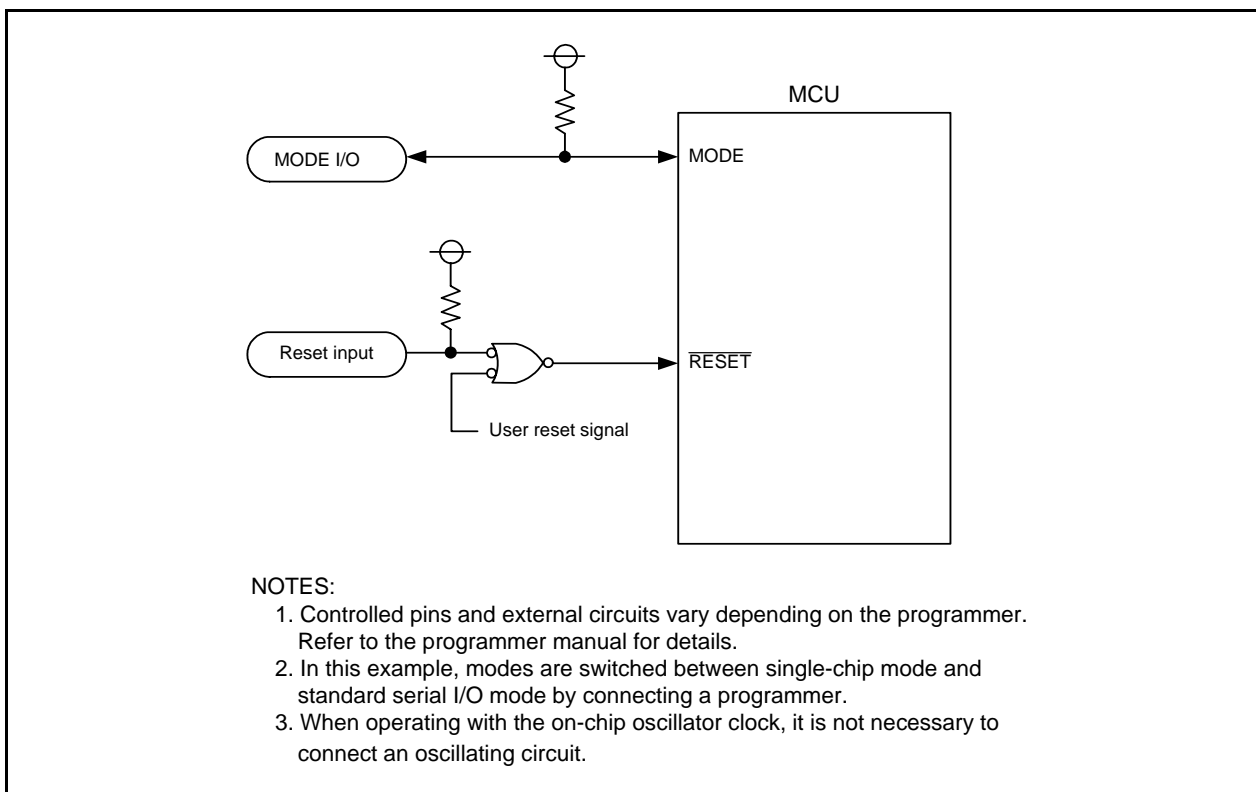 MCU
MODE I/O
MODE
Reset input
RESET
User reset signal
NOTES:
1. Controlled pins and external circuits vary depending on the programmer.
Refer to the programmer manual for details.
2. In this example, modes are switched between single-chip mode and
standard serial I/O mode by connecting a programmer.
3. When operating with the on-chip oscillator clock, it is not necessary to
connect an oscillating circuit.